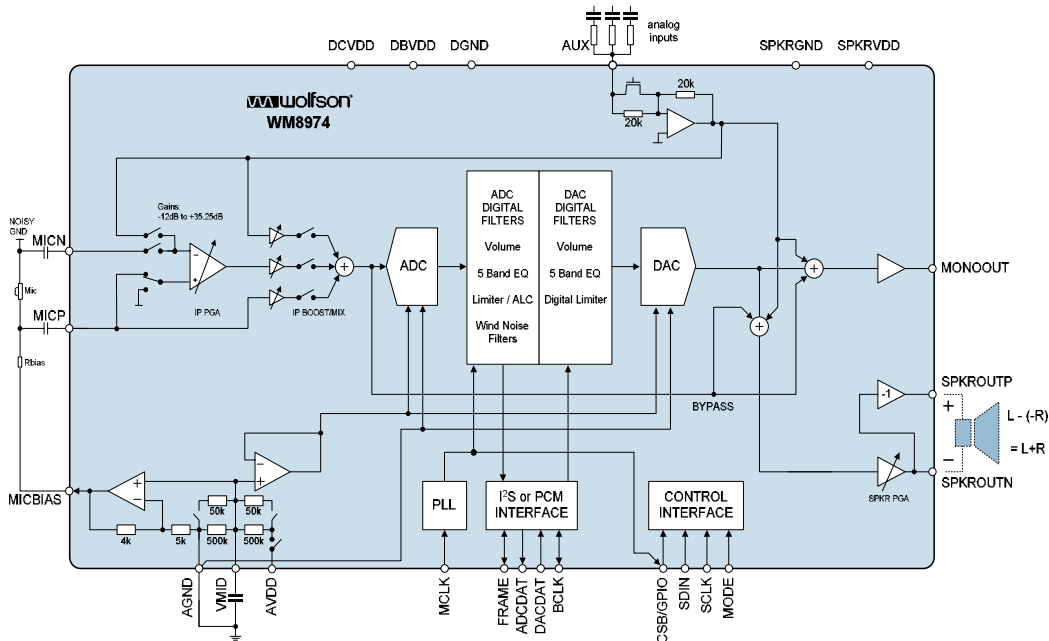 analog
inputs
DCVDD
DBVDD
DGND
AUX
SPKRGND
SPKRVDD
wolfson
WM8974
20k
20k
Gains:
-12dB to +35.25dB
NOISY
GND
MICN
Mic
MICP
Rbias
IP PGA
IP BOOST/MIX
ADC
ADC
DIGITAL
FILTERS
Volume
5 Band EQ
Limiter / ALC
Wind Noise
Filters
DAC
DIGITAL
FILTERS
Volume
5 Band EQ
Digital Limiter
DAC
MONOOUT
BYPASS
SPKROUTP
-1
L - (-R)
= L+R
SPKROUTN
SPKR PGA
MICBIAS
4k
5k
50k
50k
500k
500k
PLL
I²S or PCM
INTERFACE
CONTROL
INTERFACE
AGND
VMID
AVDD
MCLK
FRAME
ADCDAT
DACDAT
BCLK
CSB/GPIO
SDIN
SCLK
MODE